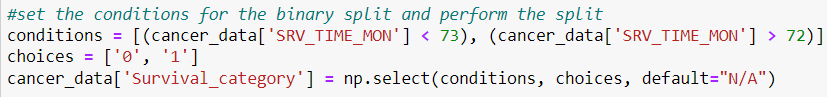 #set the conditions for the binary split and perform the split
conditions = [(cancer_data['SRV_TIME_MON'] < 73), (cancer_data['SRV_TIME_MON'] > 72)]
choices = ['0', '1']
cancer_data['Survival_category'] = np.select(conditions, choices, default="N/A")